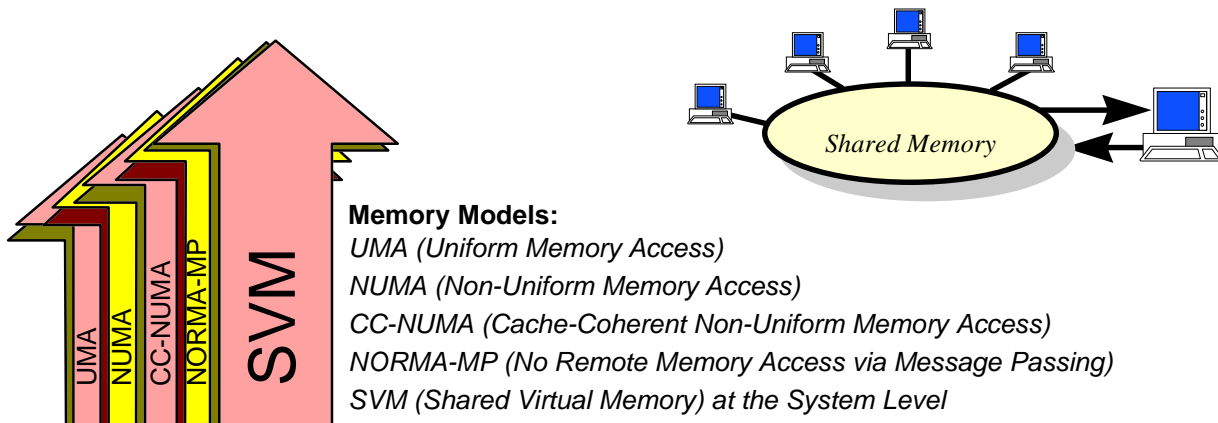 Shared Memory
Memory Models:
UMA (Uniform Memory Access)
NUMA (Non-Uniform Memory Access)
CC-NUMA (Cache-Coherent Non-Uniform Memory Access)
NORMA-MP (No Remote Memory Access via Message Passing)
SVM (Shared Virtual Memory) at the System Level
UMA
NUMA
CC-NUMA
NORMA-MP
SVM